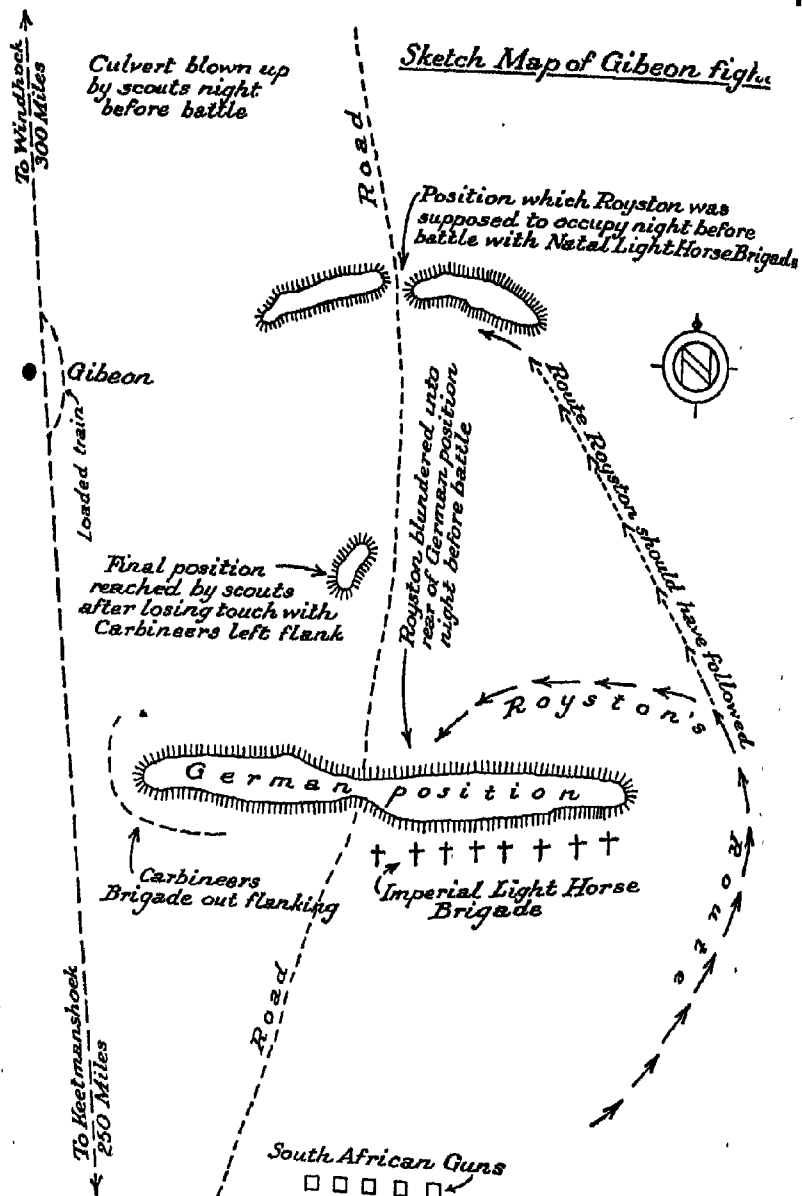 Sketch Map of Gibeon fight
Culvert blown up
by scouts night
before battle
To Windhoek
300 Miles
Road
Position which Royston was
supposed to occupy night before
battle with Natal Light Horse Brigade
N
Gibeon
Loaded train
Route Royston should have followed
Royston blundered into
rear of German position
night before battle
Final position
reached by scouts
after losing touch with
Carbineers left flank
Royston's
Route
German position
Carbineers
Brigade out flanking
Imperial Light Horse
Brigade
Road
To Keetmanshoek
250 Miles
South African Guns